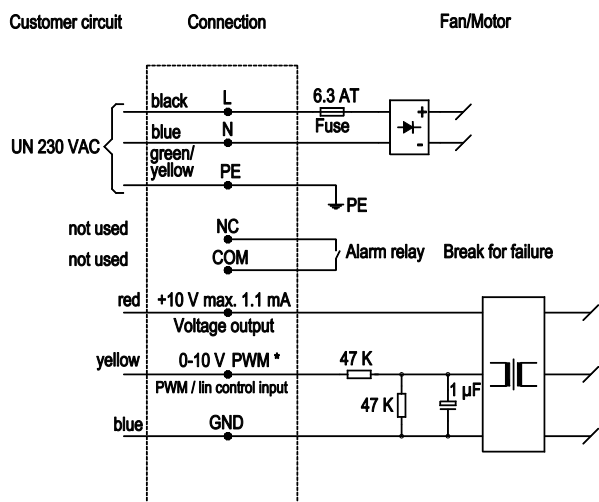 Customer circuit Connection Fan/Motor
UN 230 VAC
black L
6.3 AT
Fuse
blue N
green/
yellow PE
+
-
PE
not used NC
not used COM
Alarm relay Break for failure
red +10 V max. 1.1 mA
Voltage output
yellow 0-10 V PWM *
PWM / lin control input
47 K
47 K
1 µF
blue GND